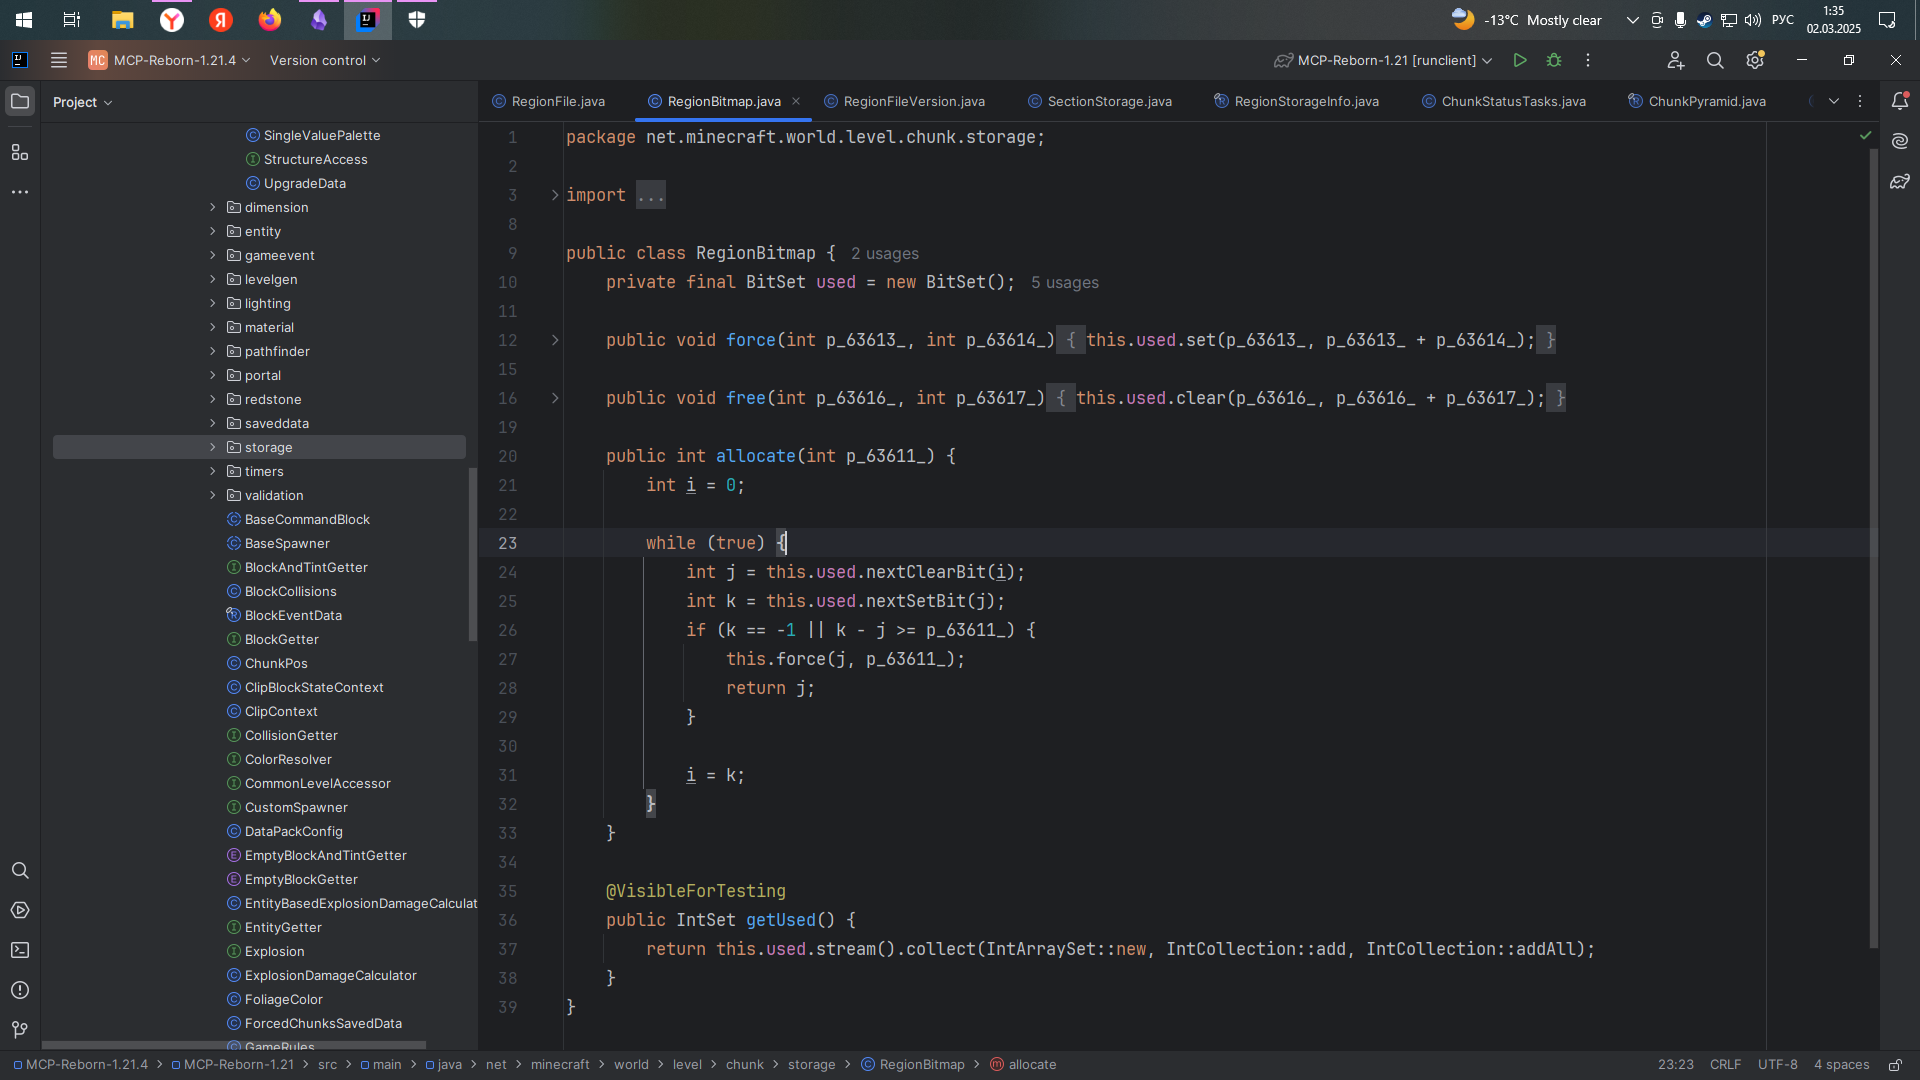 -13°C Mostly clear
РУС
1:35
02.03.2025
MC MCP-Reborn-1.21.4
Version control
MCP-Reborn-1.21 [runclient]
Project
RegionFile.java
RegionBitmap.java
RegionFileVersion.java
SectionStorage.java
RegionStorageInfo.java
ChunkStatusTasks.java
ChunkPyramid.java
SingleValuePalette
StructureAccess
UpgradeData
dimension
entity
gameevent
levelgen
lighting
material
pathfinder
portal
redstone
saveddata
storage
timers
validation
BaseCommandBlock
BaseSpawner
BlockAndTintGetter
BlockCollisions
BlockEventData
BlockGetter
ChunkPos
ClipBlockStateContext
ClipContext
CollisionGetter
ColorResolver
CommonLevelAccessor
CustomSpawner
DataPackConfig
EmptyBlockAndTintGetter
EmptyBlockGetter
EntityBasedExplosionDamageCalculat
EntityGetter
Explosion
ExplosionDamageCalculator
FoliageColor
ForcedChunksSavedData
GameRules
1 package net.minecraft.world.level.chunk.storage;
2
3 import ...
8
9 public class RegionBitmap { 2 usages
10 private final BitSet used = new BitSet(); 5 usages
11
12 public void force(int p_63613_, int p_63614_) { this.used.set(p_63613_, p_63613_ + p_63614_); }
15
16 public void free(int p_63616_, int p_63617_) { this.used.clear(p_63616_, p_63616_ + p_63617_); }
19
20 public int allocate(int p_63611_) {
21 int i = 0;
22
23 while (true) {
24 int j = this.used.nextClearBit(i);
25 int k = this.used.nextSetBit(j);
26 if (k == -1 || k - j >= p_63611_) {
27 this.force(j, p_63611_);
28 return j;
29 }
30
31 i = k;
32 }
33 }
34
35 @VisibleForTesting
36 public IntSet getUsed() {
37 return this.used.stream().collect(IntArraySet::new, IntCollection::add, IntCollection::addAll);
38 }
39 }
MCP-Reborn-1.21.4 > MCP-Reborn-1.21 > src > main > java > net > minecraft > world > level > chunk > storage > RegionBitmap > allocate
23:23 CRLF UTF-8 4 spaces